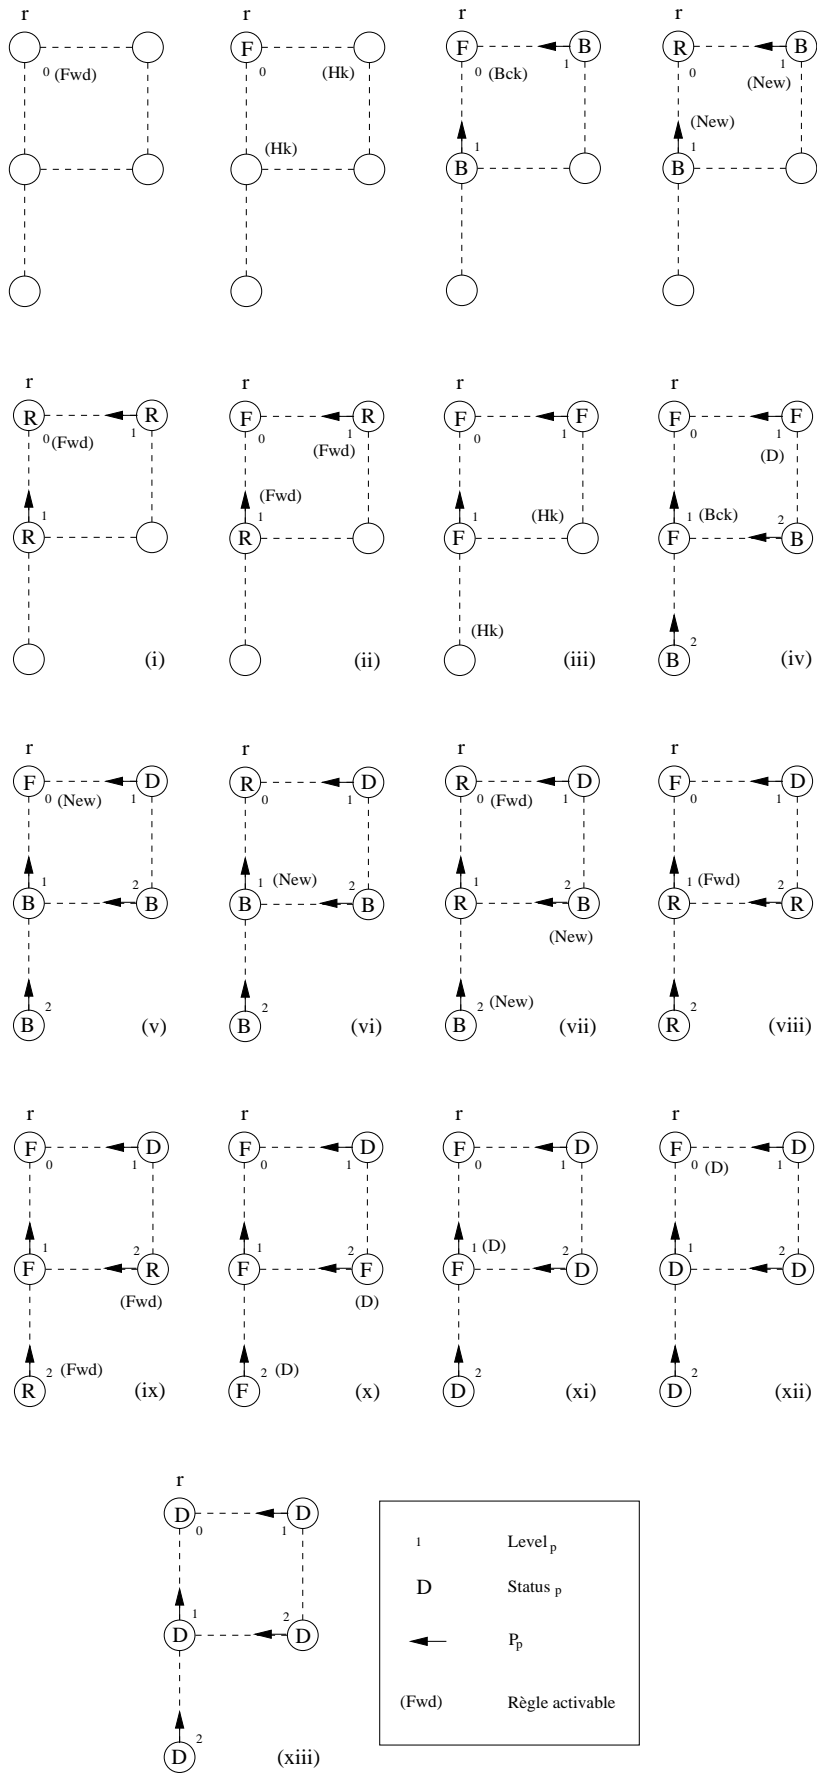 r r r r
F F B R B
0 (Fwd) 0 (Hk) 0 (Bck) 1 0 1 (New)
(Hk) 1 1 (New)
B B
r r r r
R R F R F F F F
0 (Fwd) 1 0 1 (Fwd) 0 1 0 1 (D)
1 (Fwd) 1 1 (Hk) 1 (Bck) 2
R R F F B
(Hk) 2
(i) (ii) (iii) B (iv)
r r r r
F D R D R D F D
0 (New) 1 0 1 0 (Fwd) 1 0 1
1 2 1 (New) 2 1 2 1 (Fwd) 2
B B B B R B R R
(New)
2 2 2 (New) 2
B (v) B (vi) B (vii) R (viii)
r r r r
F D F D F D F D
0 1 0 1 0 1 0 (D) 1
1 2 1 2 1 (D) 2 1 2
F R F F F D D D
(Fwd) (D)
2 (Fwd) 2 (D) 2 2
R (ix) F (x) D (xi) D (xii)
r
D D
0 1
1 2
D D
2
D (xiii)
1 Level p
D Status p
P p
(Fwd) Règle activable